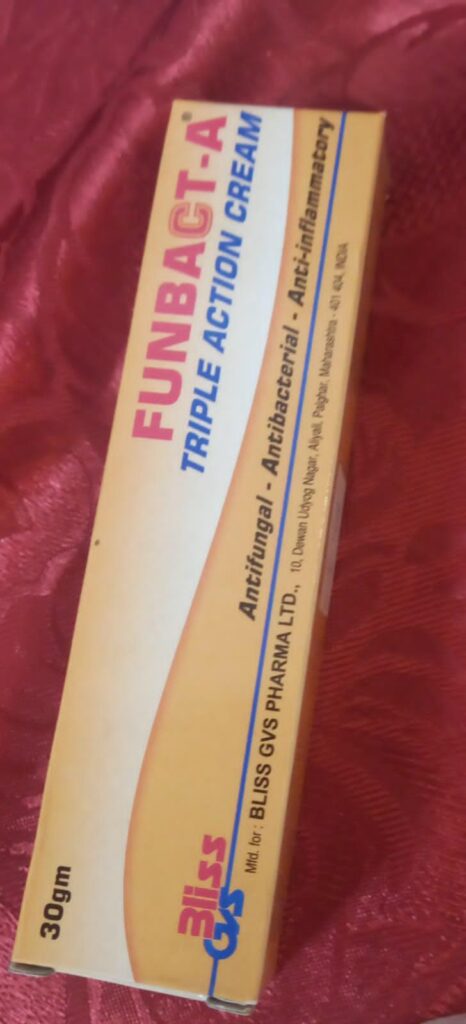 FUNBACT-A®
TRIPLE ACTION CREAM
Antifungal - Antibacterial - Anti-inflammatory
30gm
Bliss
GVS
Mfd. for : BLISS GVS PHARMA LTD., 10, Dewan Udyog Nagar, Aliyali, Palghar, Maharashtra - 401 404, INDIA